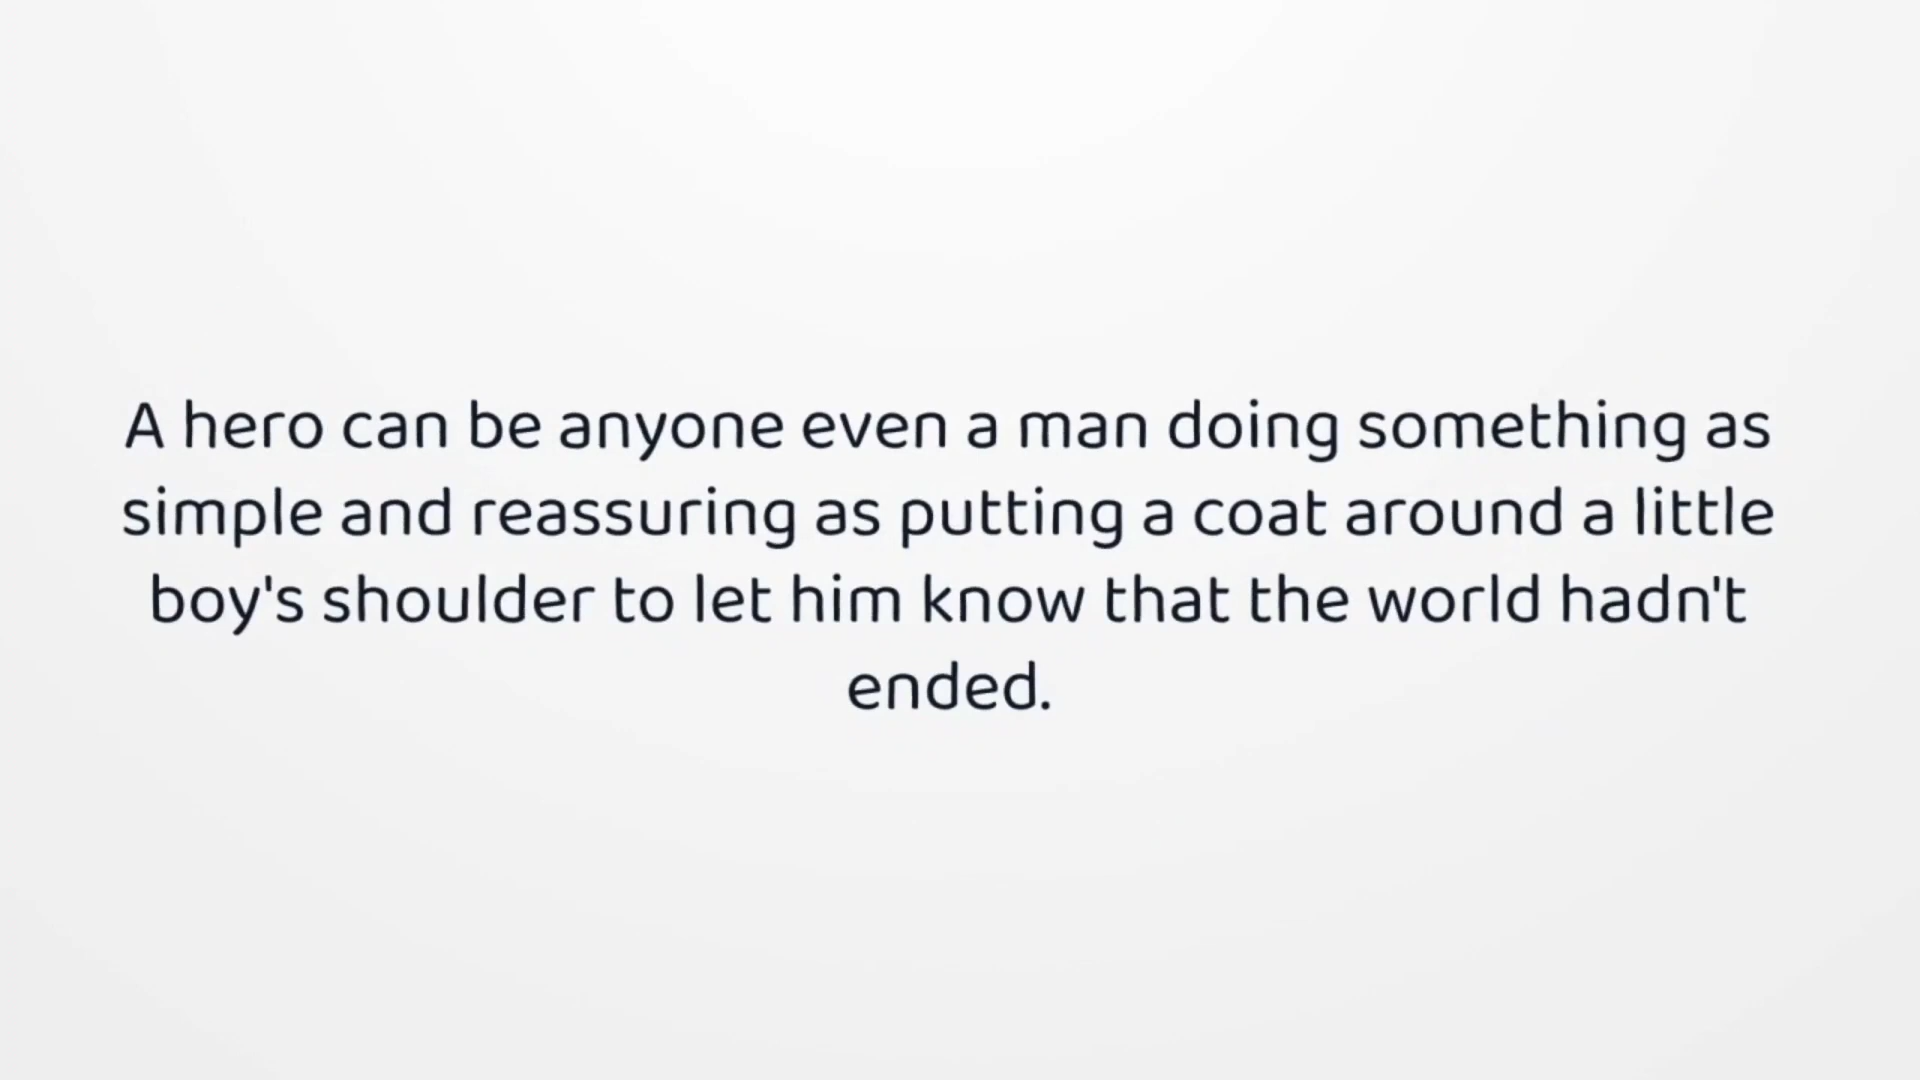 A hero can be anyone even a man doing something as
simple and reassuring as putting a coat around a little
boy's shoulder to let him know that the world hadn't
ended.